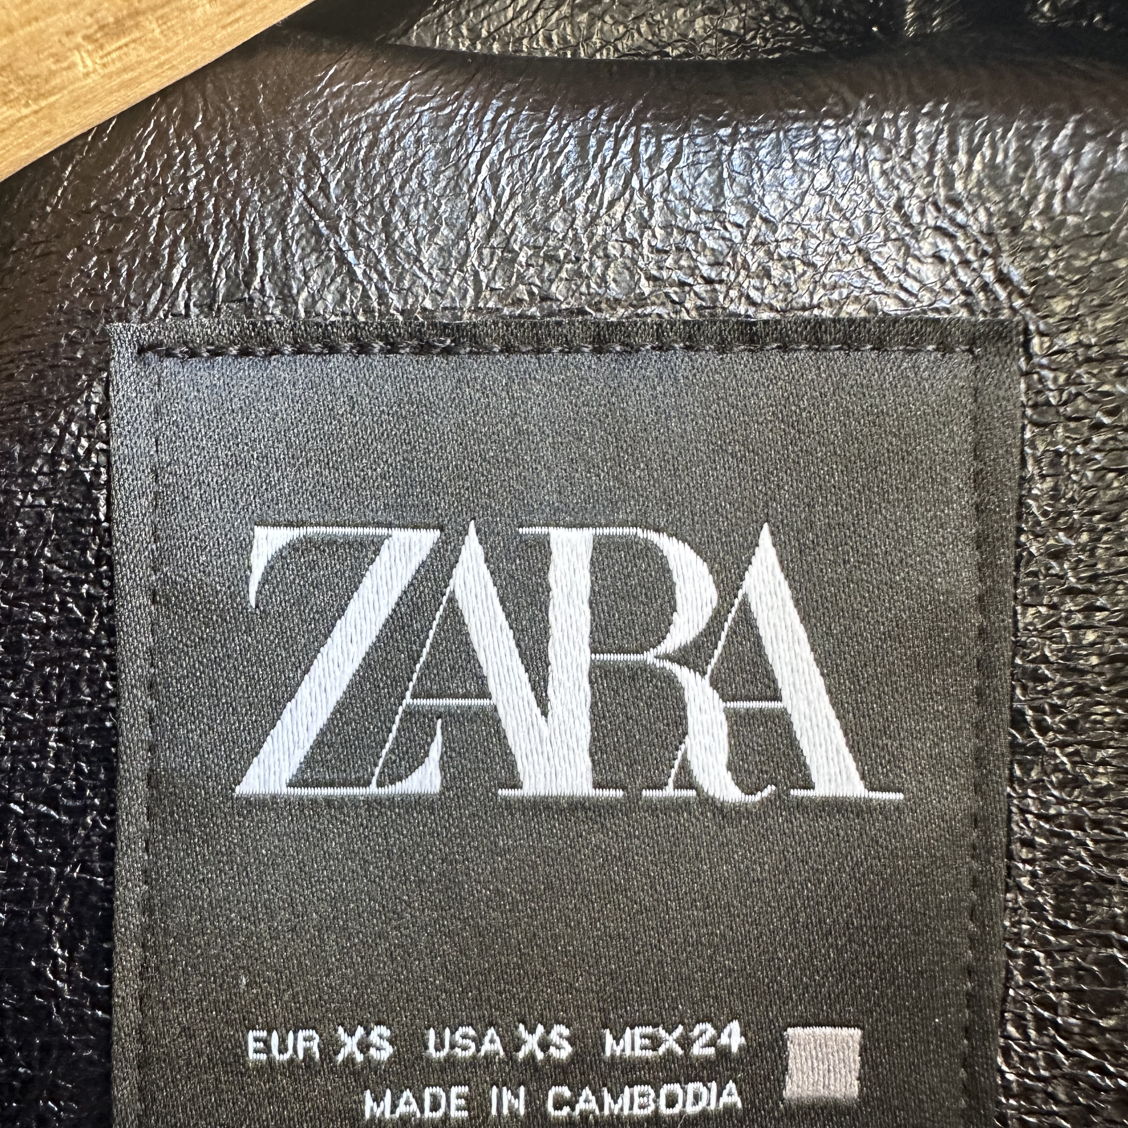 ZARA
EUR XS USA XS MEX 24
MADE IN CAMBODIA